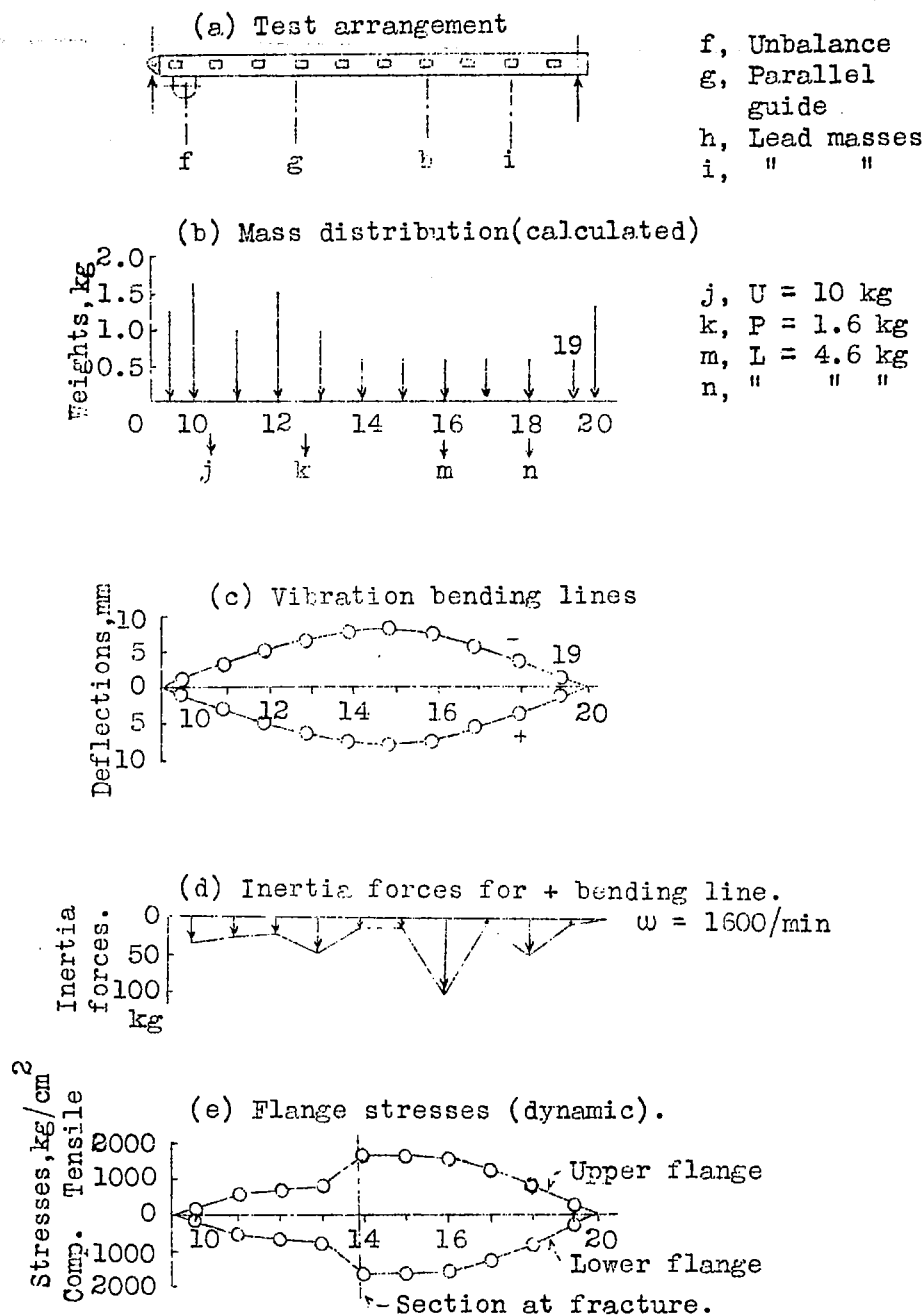 (a) Test arrangement
f, Unbalance
g, Parallel
guide
h, Lead masses
i, " "
f g h i
(b) Mass distribution(calculated)
Weights, kg
2.0
1.5
1.0
0.5
19
0 10 12 14 16 18 20
j k m n
j, U = 10 kg
k, P = 1.6 kg
m, L = 4.6 kg
n, " " "
(c) Vibration bending lines
Deflections, mm
10
5
0
5
10
- 19
10 12 14 16 18 20
+
(d) Inertia forces for + bending line.
Inertia
forces.
0
50
100
kg
ω = 1600/min
(e) Flange stresses (dynamic).
Stresses, kg/cm²
Comp. Tensile
2000
1000
0
1000
2000
10 12 14 16 18 20
Upper flange
Lower flange
Section at fracture.